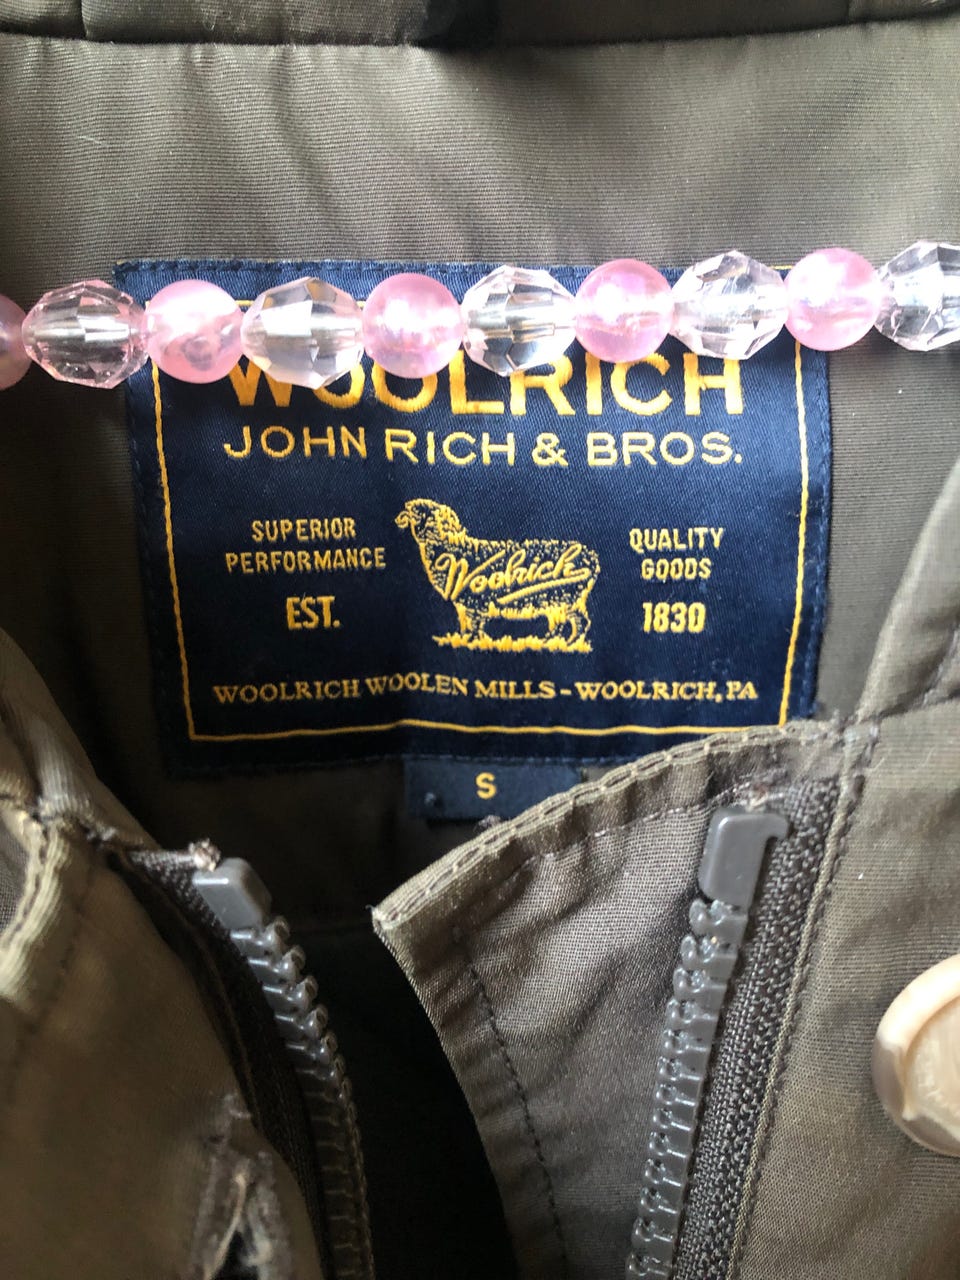 WOOLRICH
JOHN RICH & BROS.
SUPERIOR
PERFORMANCE
EST.
Woolrich
QUALITY
GOODS
1830
WOOLRICH WOOLEN MILLS - WOOLRICH, PA
S